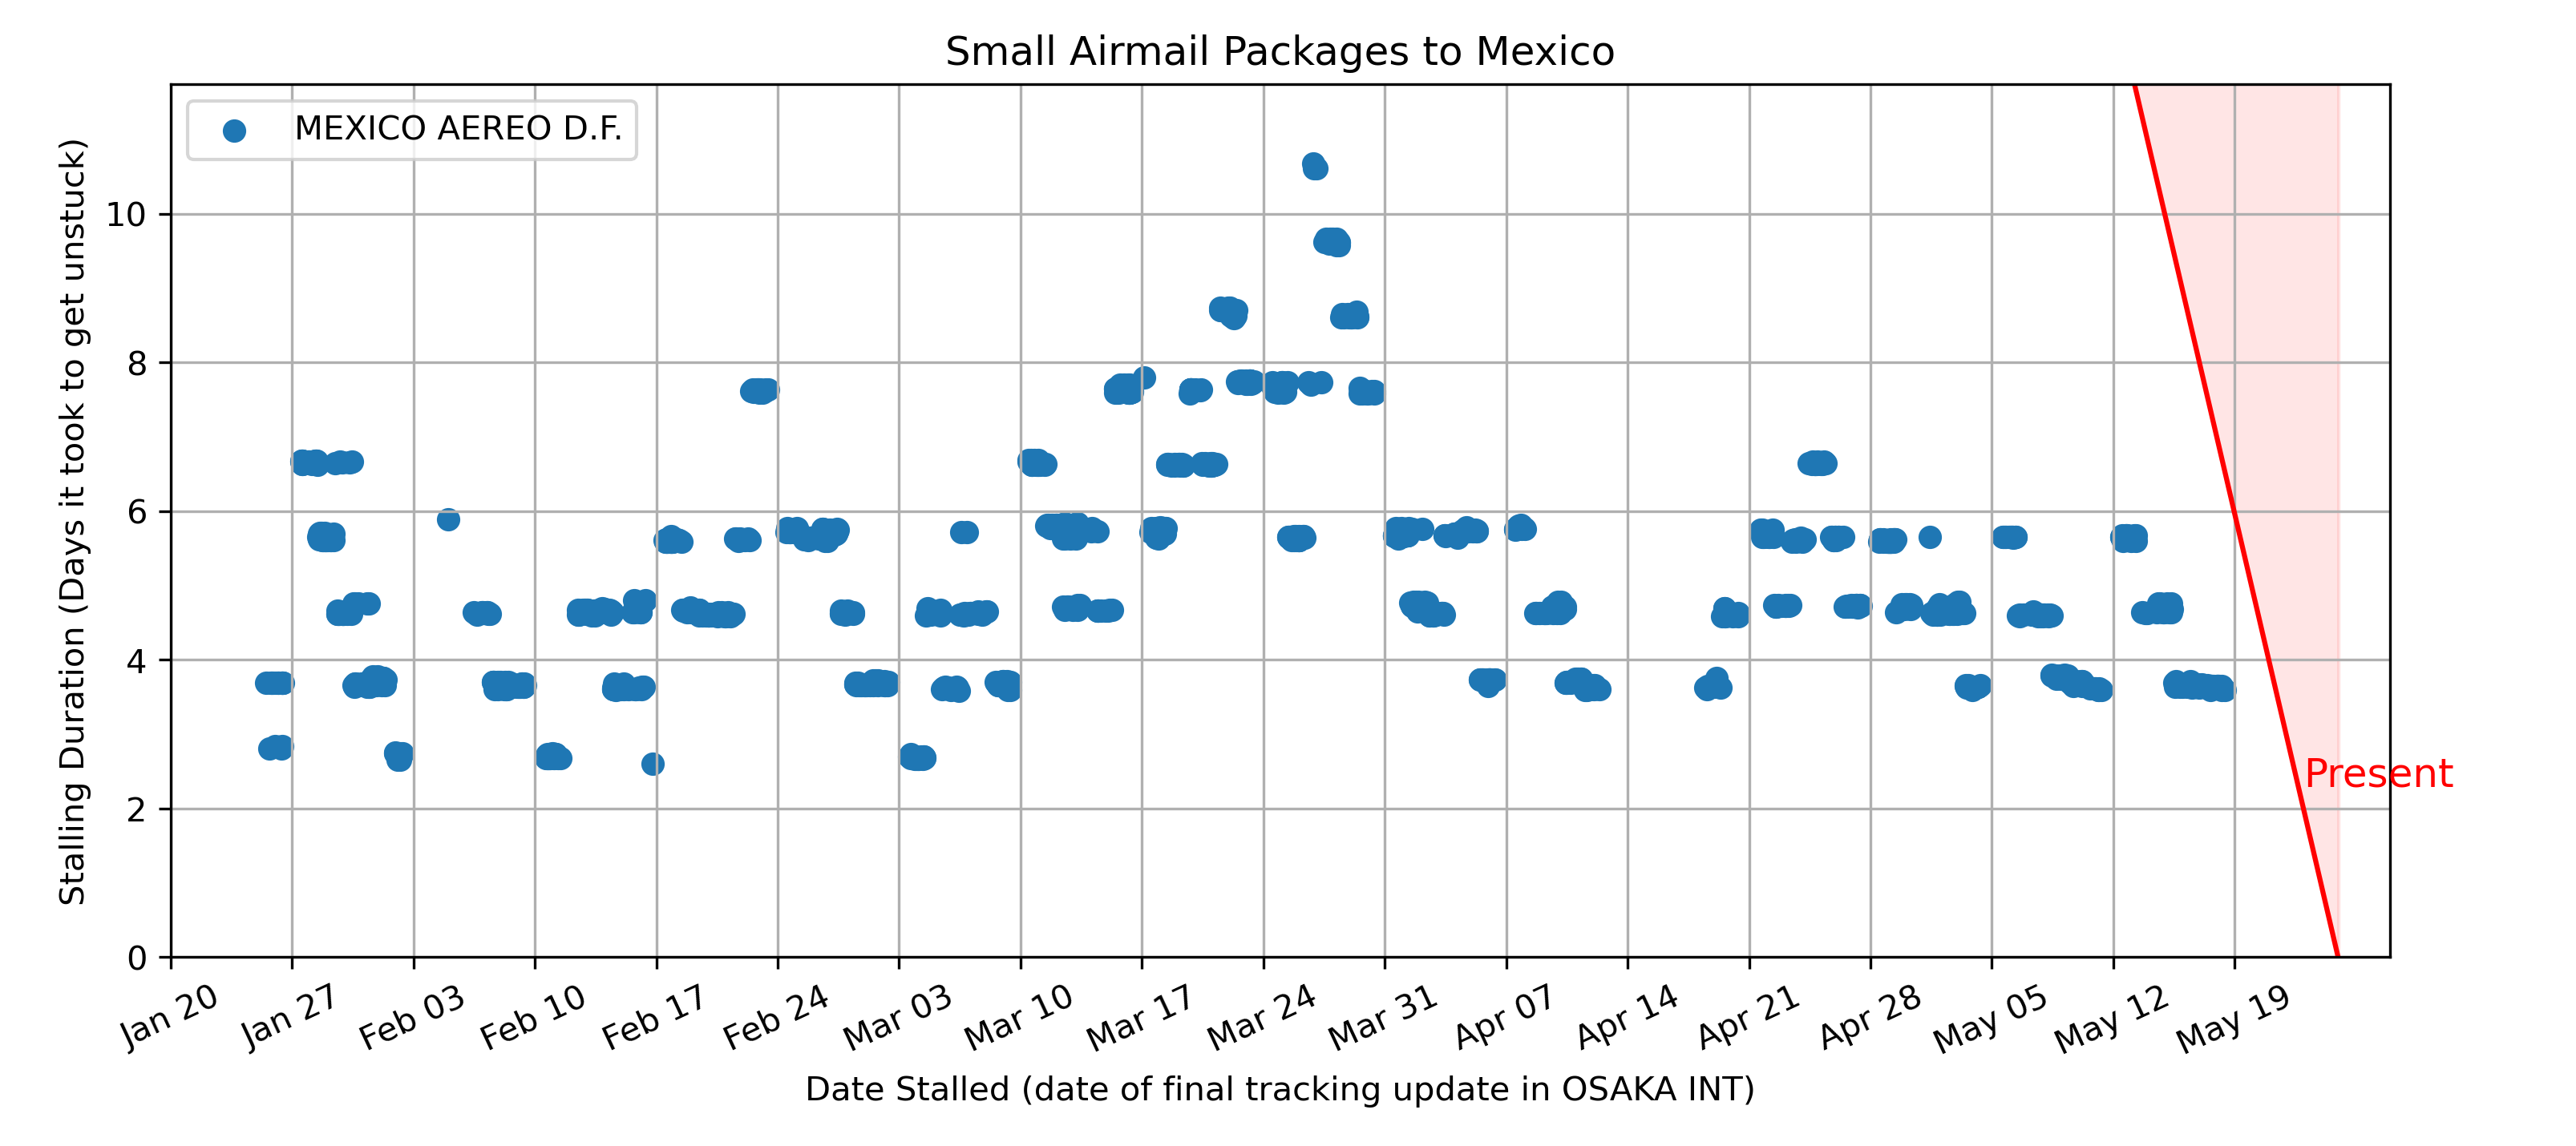 Small Airmail Packages to Mexico
MEXICO AEREO D.F.
Stalling Duration (Days it took to get unstuck)
10
8
6
4
2
0
Present
Jan 20
Jan 27
Feb 03
Feb 10
Feb 17
Feb 24
Mar 03
Mar 10
Mar 17
Mar 24
Mar 31
Apr 07
Apr 14
Apr 21
Apr 28
May 05
May 12
May 19
Date Stalled (date of final tracking update in OSAKA INT)